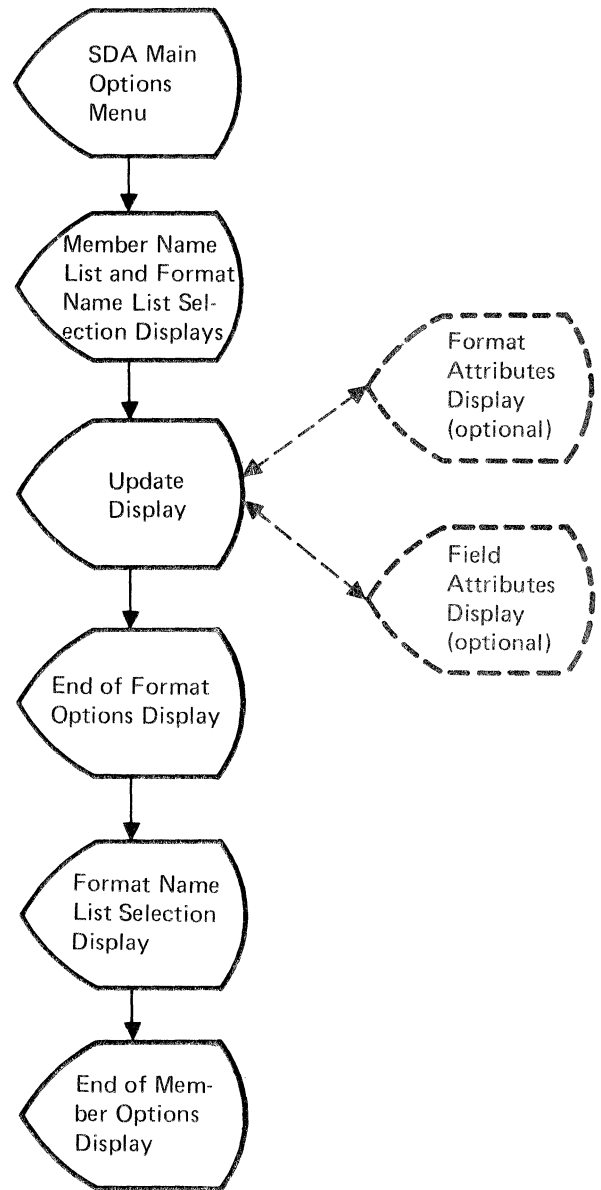 SDA Main
Options
Menu
Member Name
List and Format
Name List Sel-
ection Displays
Update
Display
Format
Attributes
Display
(optional)
Field
Attributes
Display
(optional)
End of Format
Options Display
Format Name
List Selection
Display
End of Mem-
ber Options
Display